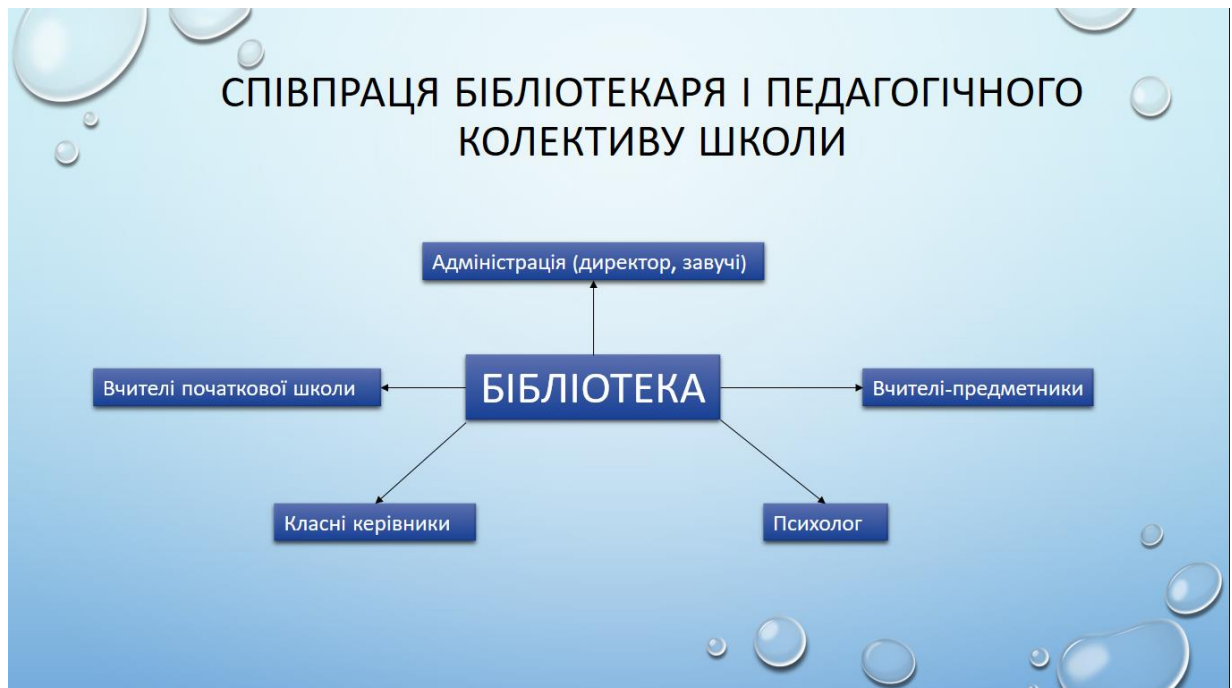 СПІВПРАЦЯ БІБЛІОТЕКАРЯ І ПЕДАГОГІЧНОГО
КОЛЕКТИВУ ШКОЛИ
Адміністрація (директор, завучі)
Вчителі початкової школи
БІБЛІОТЕКА
Вчителі-предметники
Класні керівники
Психолог